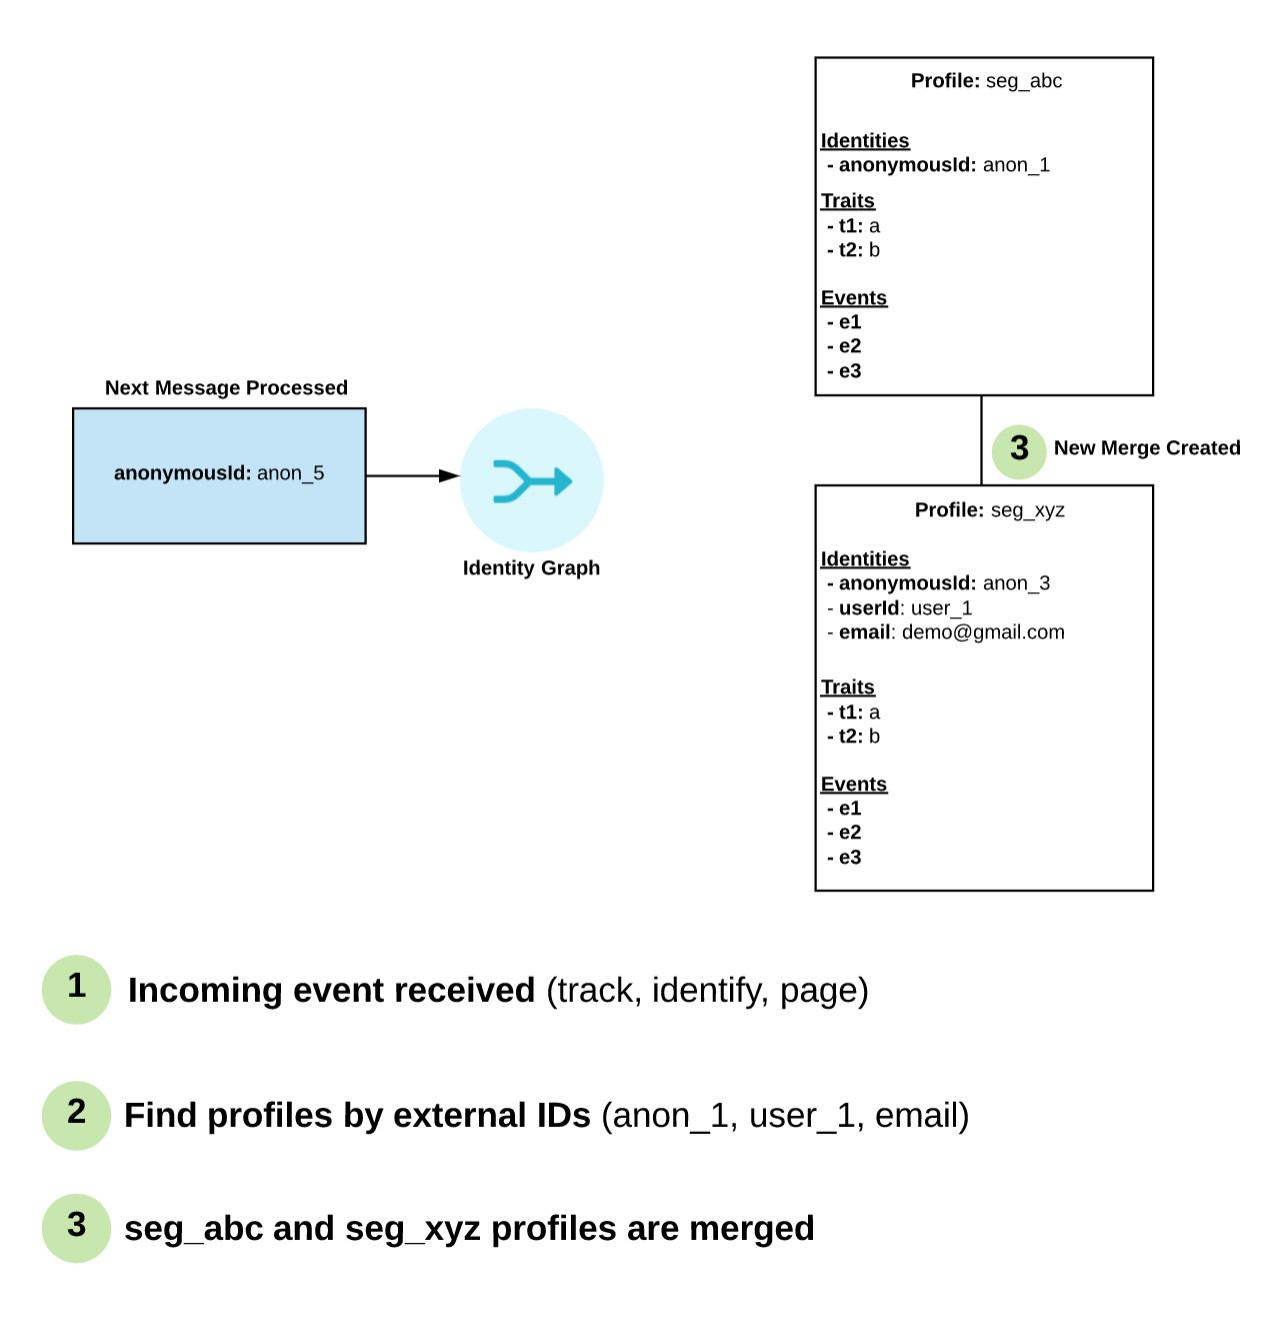 Profile: seg_abc
Identities
- anonymousId: anon_1
Traits
- t1: a
- t2: b
Events
- e1
- e2
- e3
Next Message Processed
anonymousId: anon_5
Identity Graph
3
New Merge Created
Profile: seg_xyz
Identities
- anonymousId: anon_3
- userId: user_1
- email: demo@gmail.com
Traits
- t1: a
- t2: b
Events
- e1
- e2
- e3
1 Incoming event received (track, identify, page)
2 Find profiles by external IDs (anon_1, user_1, email)
3 seg_abc and seg_xyz profiles are merged